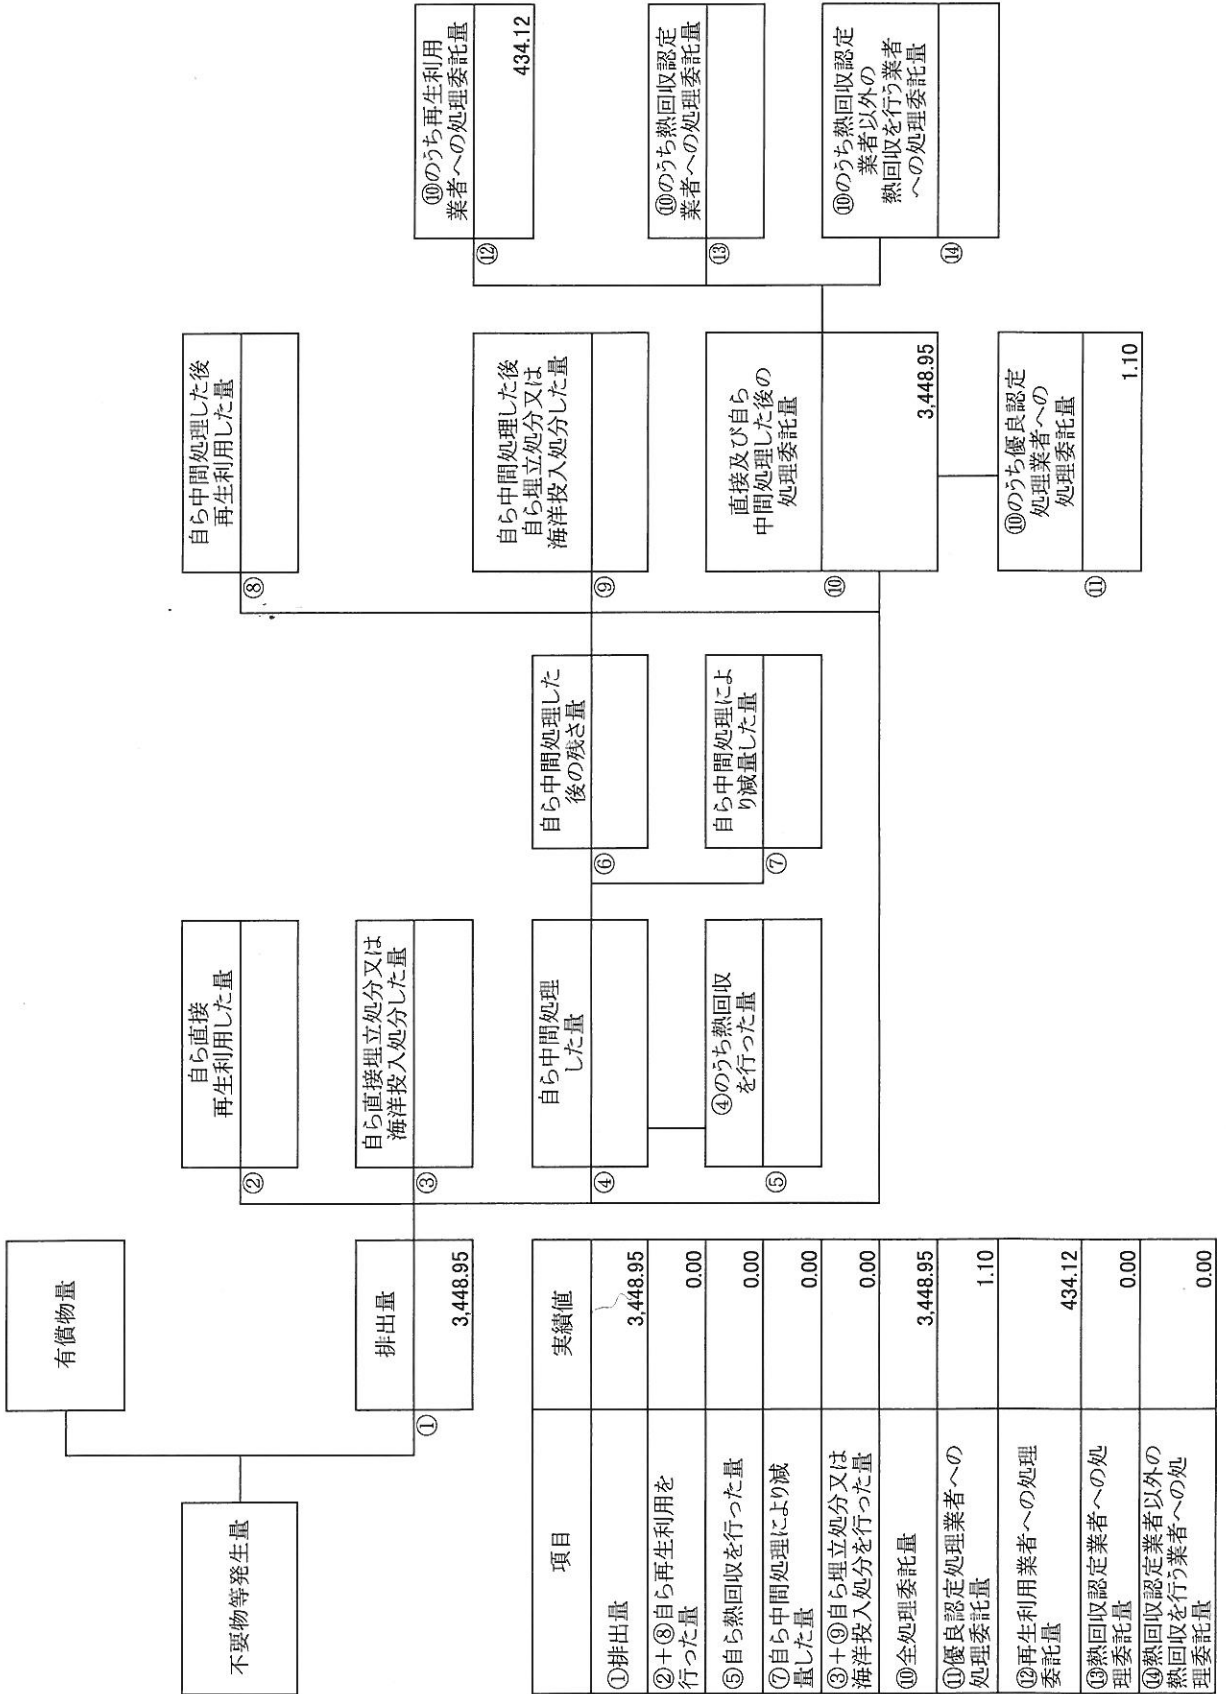 有償物量
不要物等発生量
排出量
①
3,448.95
自ら直接
再生利用した量
②
自ら直接埋立処分又は
海洋投入処分した量
③
自ら中間処理
した量
④
④のうち熱回収
を行った量
⑤
自ら中間処理した
後の残さ量
⑥
自ら中間処理によ
り減量した量
⑦
自ら中間処理した後
再生利用した量
⑧
自ら中間処理した後
自ら埋立処分又は
海洋投入処分した量
⑨
直接及び自ら
中間処理した後の
処理委託量
⑩
3,448.95
⑩のうち優良認定
処理業者への
処理委託量
⑪
1.10
⑩のうち再生利用
業者への処理委託量
⑫
434.12
⑩のうち熱回収認定
業者への処理委託量
⑬
⑩のうち熱回収認定
業者以外の
熱回収を行う業者
への処理委託量
⑭
項目
実績値
①排出量
3,448.95
②+⑧自ら再生利用を
行った量
0.00
⑤自ら熱回収を行った量
0.00
⑦自ら中間処理により減
量した量
0.00
③+⑨自ら埋立処分又は
海洋投入処分を行った量
0.00
⑩全処理委託量
3,448.95
⑪優良認定処理業者への
処理委託量
1.10
⑫再生利用業者への処理
委託量
434.12
⑬熱回収認定業者への処
理委託量
0.00
⑭熱回収認定業者以外の
熱回収を行う業者への処
理委託量
0.00